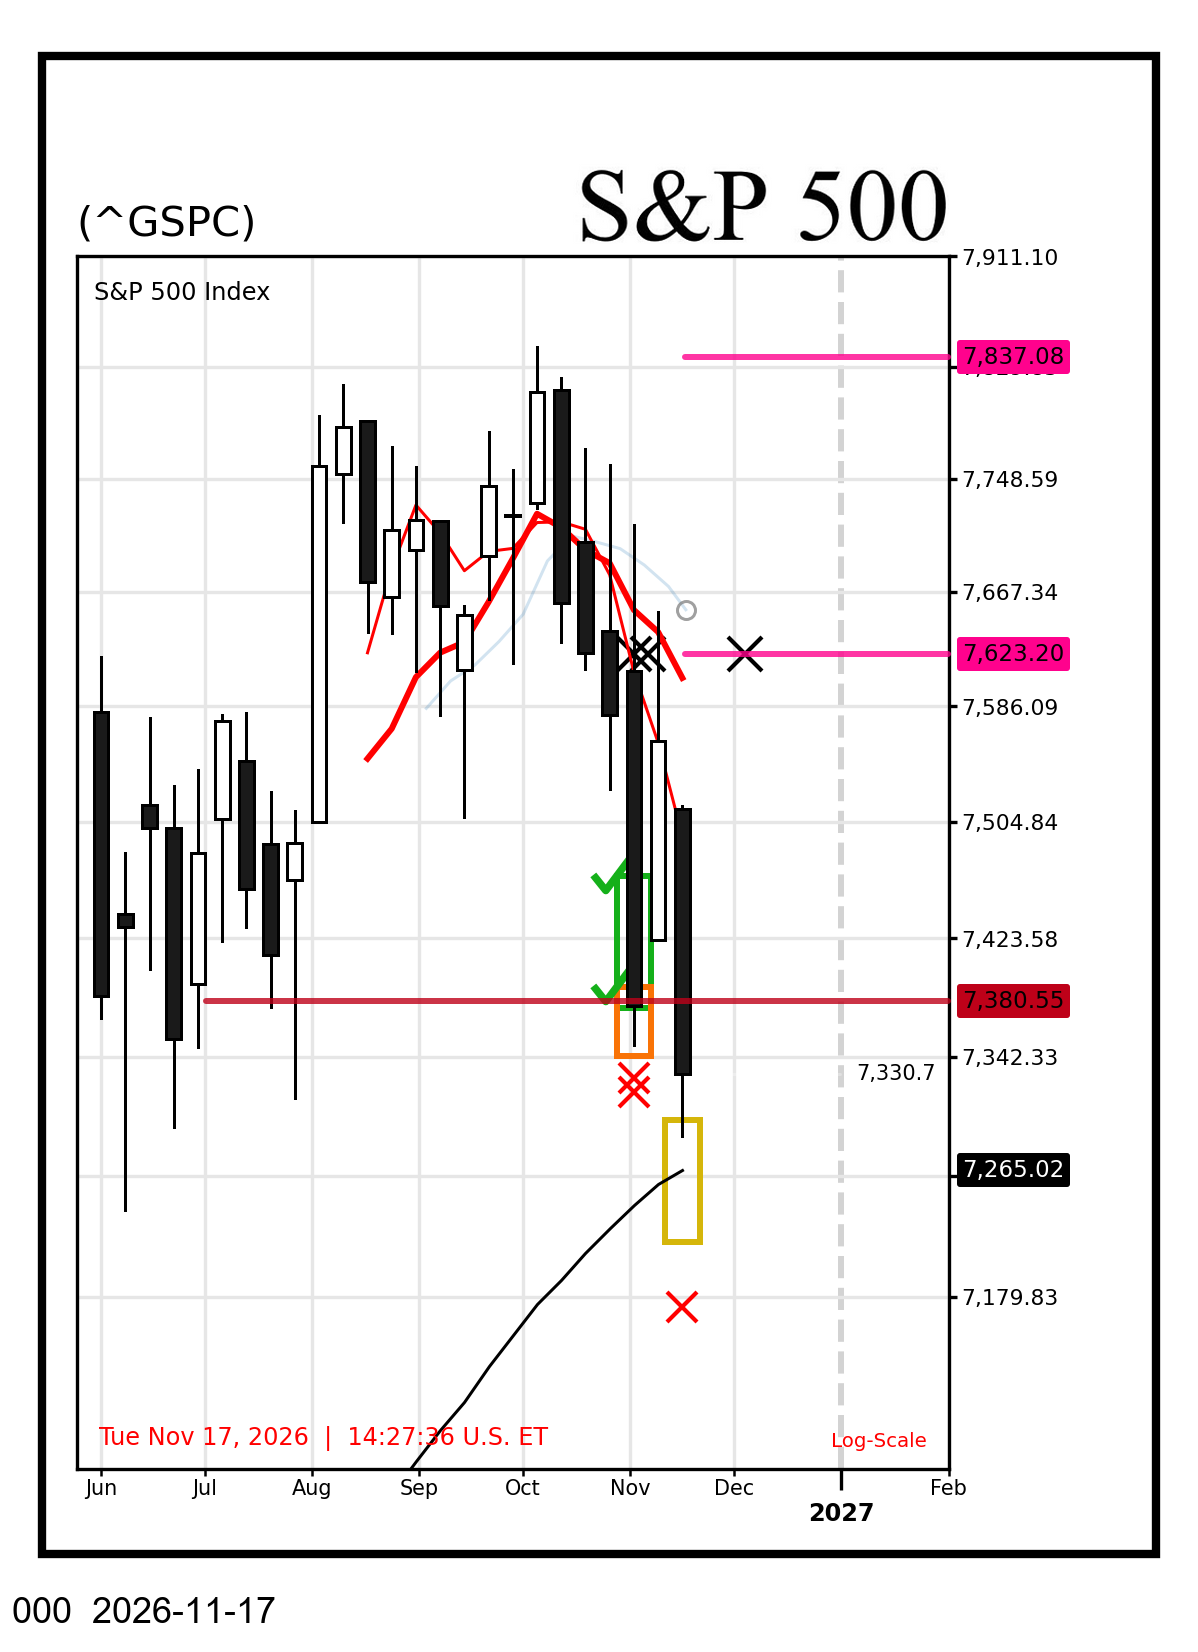 (^GSPC)
S&P 500
S&P 500 Index
7,911.10
7,837.08
7,748.59
7,667.34
7,623.20
7,586.09
7,504.84
7,423.58
7,380.55
7,342.33
7,330.7
7,265.02
7,179.83
Tue Nov 17, 2026 | 14:27:36 U.S. ET
Log-Scale
Jun Jul Aug Sep Oct Nov Dec Feb
2027
000 2026-11-17